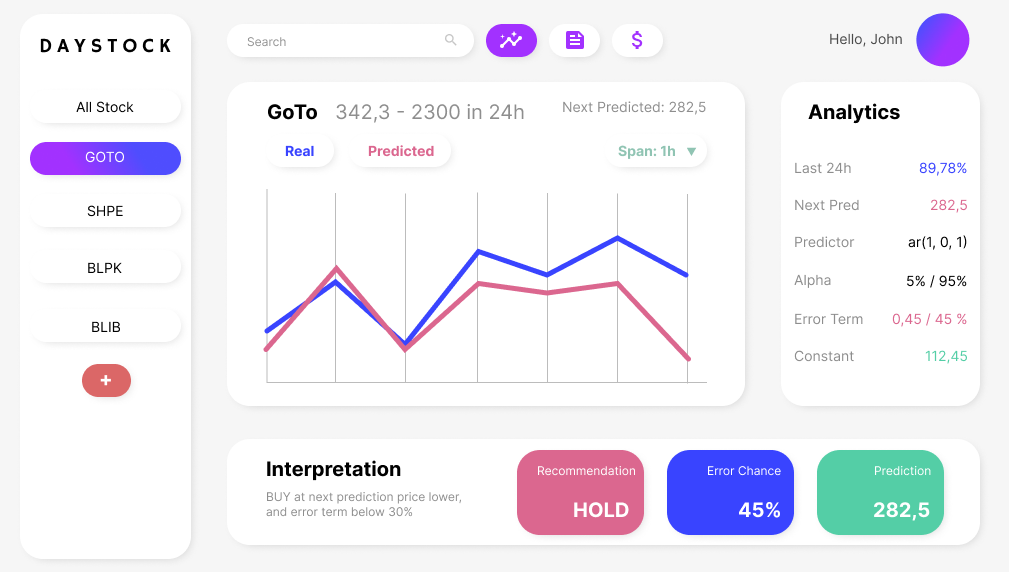 DAYSTOCK
All Stock
GOTO
SHPE
BLPK
BLIB
+
Search
$
Hello, John
GoTo 342,3 - 2300 in 24h Next Predicted: 282,5
Real Predicted Span: 1h ▼
Analytics
Last 24h 89,78%
Next Pred 282,5
Predictor ar(1, 0, 1)
Alpha 5% / 95%
Error Term 0,45 / 45 %
Constant 112,45
Interpretation
BUY at next prediction price lower,
and error term below 30%
Recommendation
HOLD
Error Chance
45%
Prediction
282,5